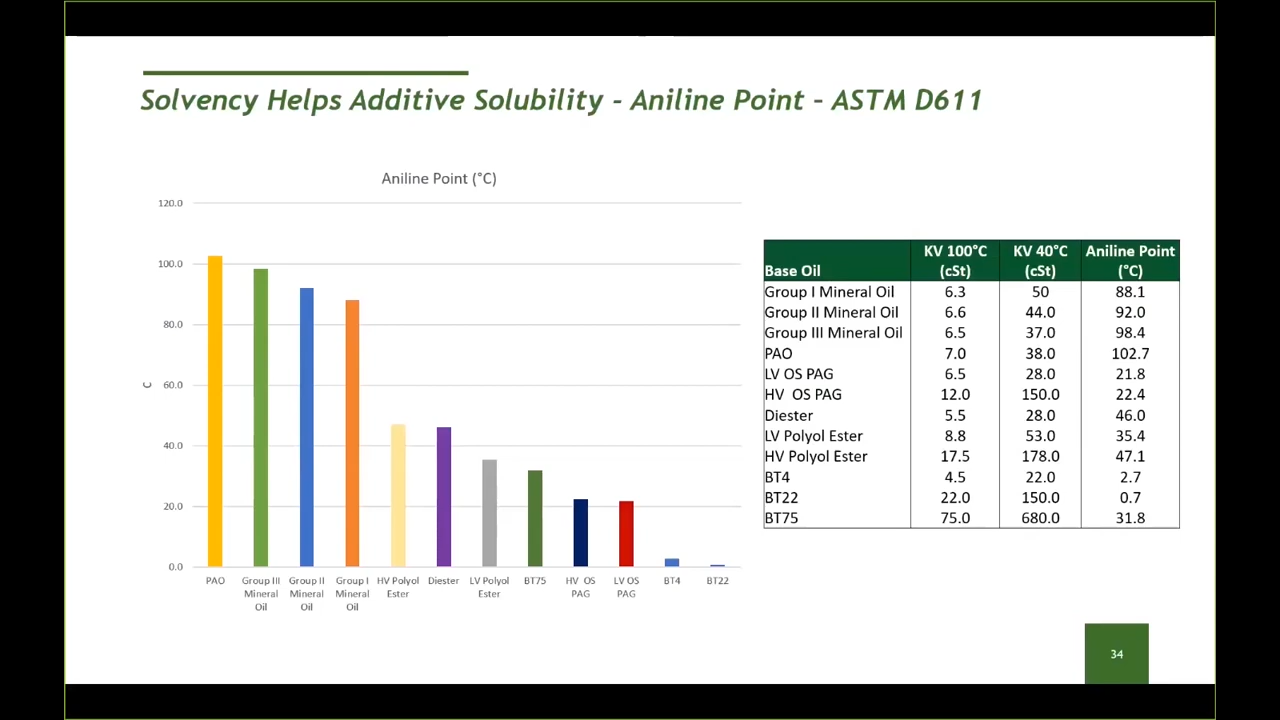 Solvency Helps Additive Solubility - Aniline Point – ASTM D611
Aniline Point (°C)
120.0
100.0
80.0
60.0
40.0
20.0
0.0
C
PAO
Group III Mineral Oil
Group II Mineral Oil
Group I Mineral Oil
HV Polyol Ester
Diester
LV Polyol Ester
BT75
HV OS PAG
LV OS PAG
BT4
BT22
Base Oil KV 100°C (cSt) KV 40°C (cSt) Aniline Point (°C)
Group I Mineral Oil 6.3 50 88.1
Group II Mineral Oil 6.6 44.0 92.0
Group III Mineral Oil 6.5 37.0 98.4
PAO 7.0 38.0 102.7
LV OS PAG 6.5 28.0 21.8
HV OS PAG 12.0 150.0 22.4
Diester 5.5 28.0 46.0
LV Polyol Ester 8.8 53.0 35.4
HV Polyol Ester 17.5 178.0 47.1
BT4 4.5 22.0 2.7
BT22 22.0 150.0 0.7
BT75 75.0 680.0 31.8
34